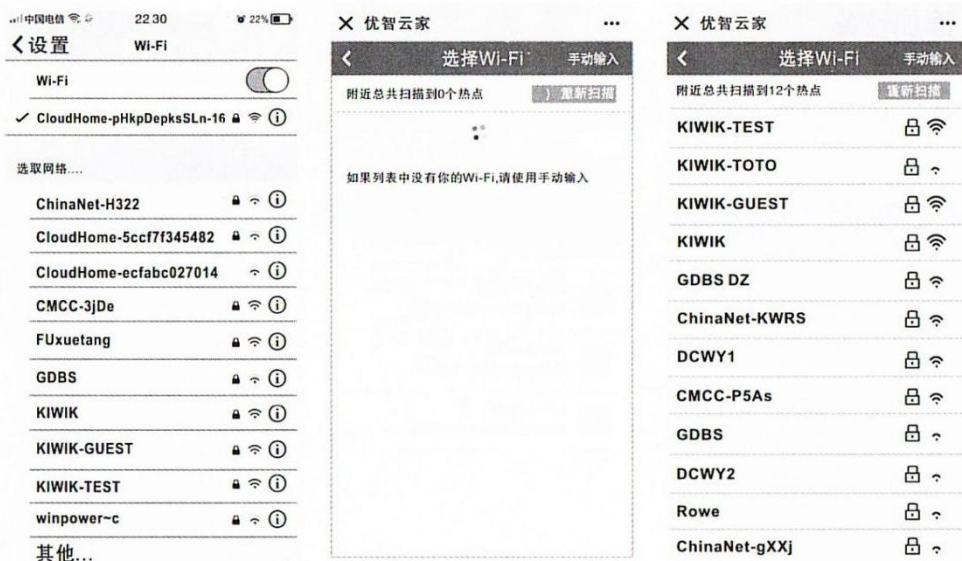 中国电信 22.30 22%
设置 Wi-Fi
Wi-Fi
CloudHome-pHkpDepksSLn-16
选取网络....
ChinaNet-H322
CloudHome-5ccf7f345482
CloudHome-ecfabc027014
CMCC-3jDe
FUxuetang
GDBS
KIWIK
KIWIK-GUEST
KIWIK-TEST
winpower~c
其他...
优智云家
选择Wi-Fi 手动输入
附近总共扫描到0个热点 重新扫描
如果列表中没有你的Wi-Fi,请使用手动输入
优智云家
选择Wi-Fi 手动输入
附近总共扫描到12个热点 重新扫描
KIWIK-TEST
KIWIK-TOTO
KIWIK-GUEST
KIWIK
GDBS DZ
ChinaNet-KWRS
DCWY1
CMCC-P5As
GDBS
DCWY2
Rowe
ChinaNet-gXXj